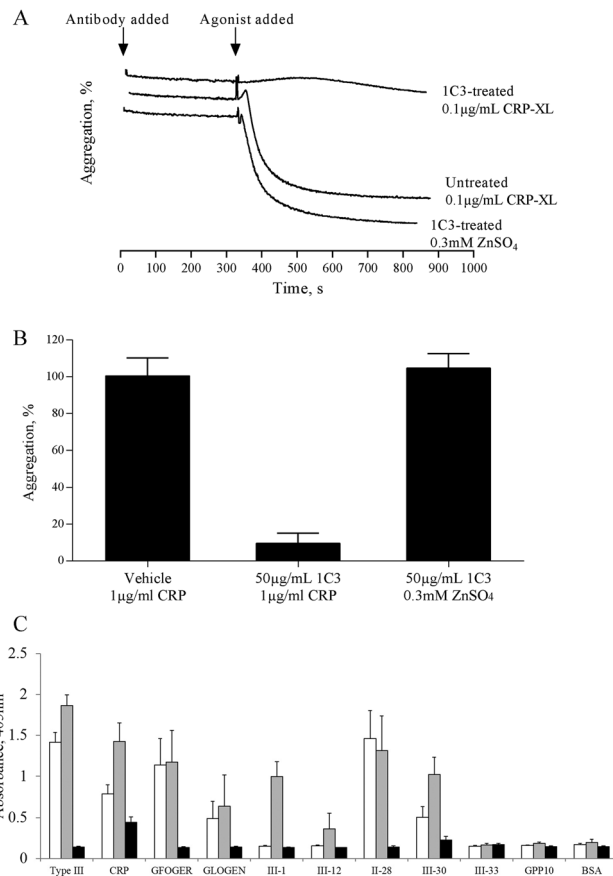 A
Antibody added
Agonist added
Aggregation, %
1C3-treated
0.1µg/mL CRP-XL
Untreated
0.1µg/mL CRP-XL
1C3-treated
0.3mM ZnSO4
0 100 200 300 400 500 600 700 800 900 1000
Time, s
B
Aggregation, %
120
100
80
60
40
20
0
Vehicle
1µg/ml CRP
50µg/mL 1C3
1µg/ml CRP
50µg/mL 1C3
0.3mM ZnSO4
C
Absorbance, 405nm
2.5
2
1.5
1
0.5
0
Type III CRP GFOGER GLOGEN III-1 III-12 II-28 III-30 III-33 GPP10 BSA